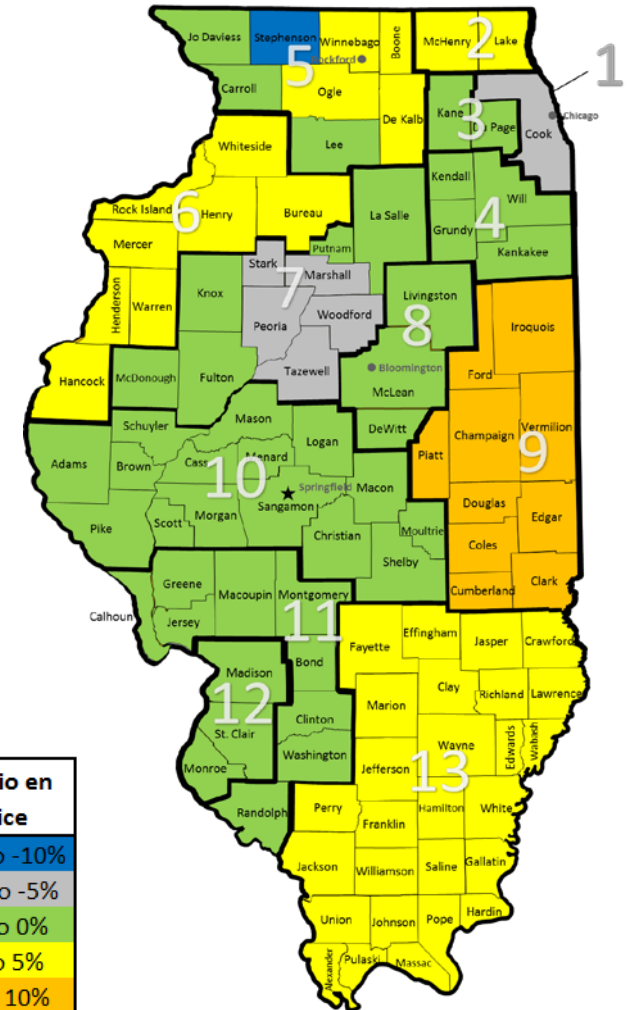 Jo Daviess
Stephenson
Winnebago
Boone
McHenry
Lake
2
5
Rockford
1
Carroll
Ogle
De Kalb
Kane
3
Du Page
Cook
Chicago
Lee
Whiteside
Kendall
Will
Rock Island
6
Henry
Bureau
La Salle
4
Grundy
Mercer
Putnam
Kankakee
Stark
Marshall
7
Knox
Henderson
Warren
Livingston
Peoria
Woodford
8
Iroquois
Hancock
McDonough
Fulton
Tazewell
Bloomington
McLean
Ford
Mason
Schuyler
Logan
DeWitt
Champaign
Vermilion
Adams
Brown
Cass
Menard
Piatt
9
10
Springfield
Macon
Sangamon
Scott
Morgan
Douglas
Edgar
Pike
Christian
Moultrie
Coles
Shelby
Greene
Macoupin
Montgomery
Cumberland
Clark
Calhoun
Jersey
11
Fayette
Effingham
Jasper
Crawford
Bond
Madison
Clay
Richland
Lawrence
12
Marion
Clinton
St. Clair
Wayne
Edwards
Wabash
Washington
Monroe
Jefferson
13
Randolph
Perry
Hamilton
White
Franklin
Jackson
Williamson
Saline
Gallatin
Union
Johnson
Pope
Hardin
Alexander
Pulaski
Massac
io en
ice
o -10%
o -5%
o 0%
o 5%
10%